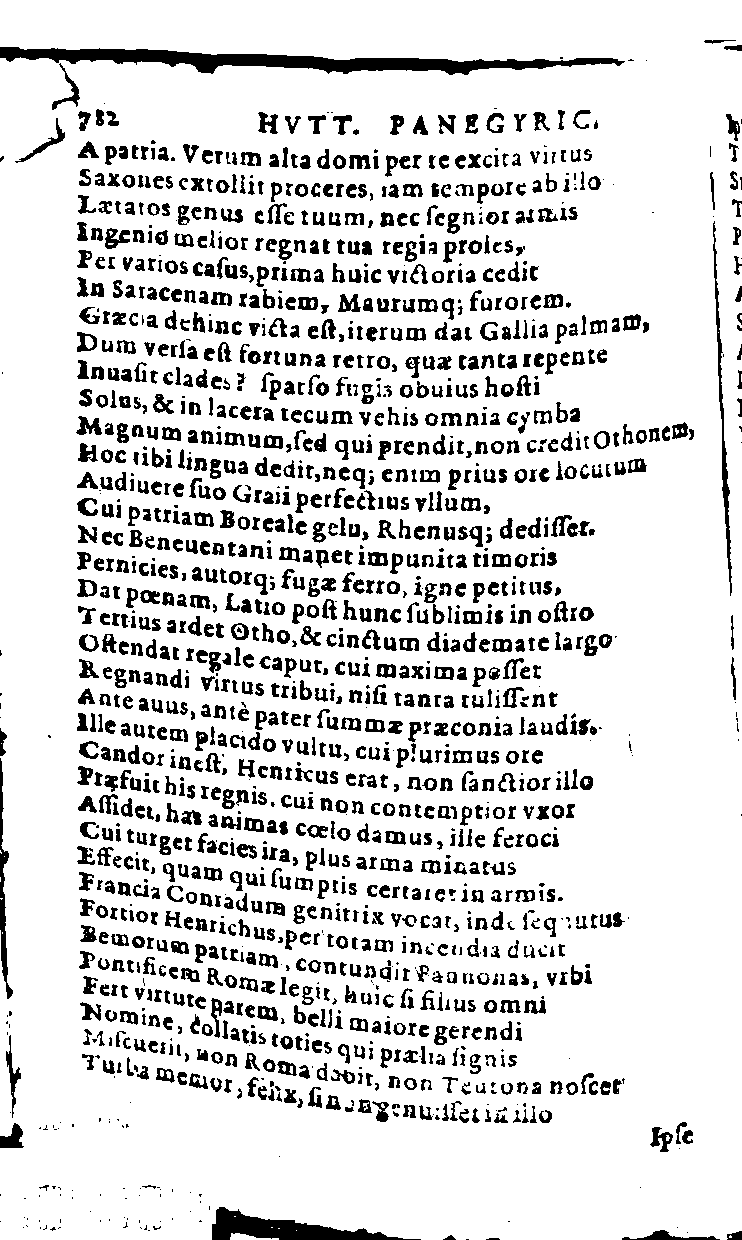 782 HVTT. PANEGYRIC.
A patria. Verum alta domi per te excita virtus
Saxones extollit proceres, iam tempore ab illo
Lætatos genus eſſe tuum, nec ſegnior armis
Ingenio melior regnat tua regia proles,
Per varios caſus, prima huic victoria cedit
In Saracenam rabiem, Maurumq; furorem.
Græcia dehinc victa eſt, iterum dat Gallia palmam,
Dum verſa eſt fortuna retro, quæ tanta repente
Inuaſit clades? ſparſo fugis obuius hoſti
Solus, & in lacera tecum vehis omnia cymba
Magnum animum, ſed qui prendit, non credit Othonem,
Hoc tibi lingua dedit, neq; enim prius ore locutum
Audiuere ſuo Graii perfectius vllum,
Cui patriam Boreale gelu, Rhenusq; dediſſet.
Nec Beneuentani manet impunita timoris
Pernicies, autorq; fugæ ferro, igne petitus,
Dat pœnam, Latio poſt hunc ſublimis in oſtro
Tertius ardet Otho, & cinctum diademate largo
Oſtendat regale caput, cui maxima poſſet
Regnandi virtus tribui, niſi tanta tuliſſent
Ante auus, antè pater ſummæ præconia laudis.
Ille autem placido vultu, cui plurimus ore
Candor ineſt, Henricus erat, non ſanctior illo
Præfuit his regnis. cui non contemptior vxor
Aſſidet, has animas cœlo damus, ille feroci
Cui turget facies ira, plus arma minatus
Effecit, quam qui ſumptis certaret in armis.
Francia Conradum genitrix vocat, inde ſequutus
Fortior Henrichus, per totam incendia ducit
Bemorum patriam, contundit Pannonas, vrbi
Pontificem Romæ legit, huic ſi filius omni
Fert virtute parem, belli maiore gerendi
Nomine, collatis toties qui prælia ſignis
Miſcuerit, non Roma dabit, non Teutona noſcet
Turba memor, felix, ſi non genuiſſet in illo
Ipſe